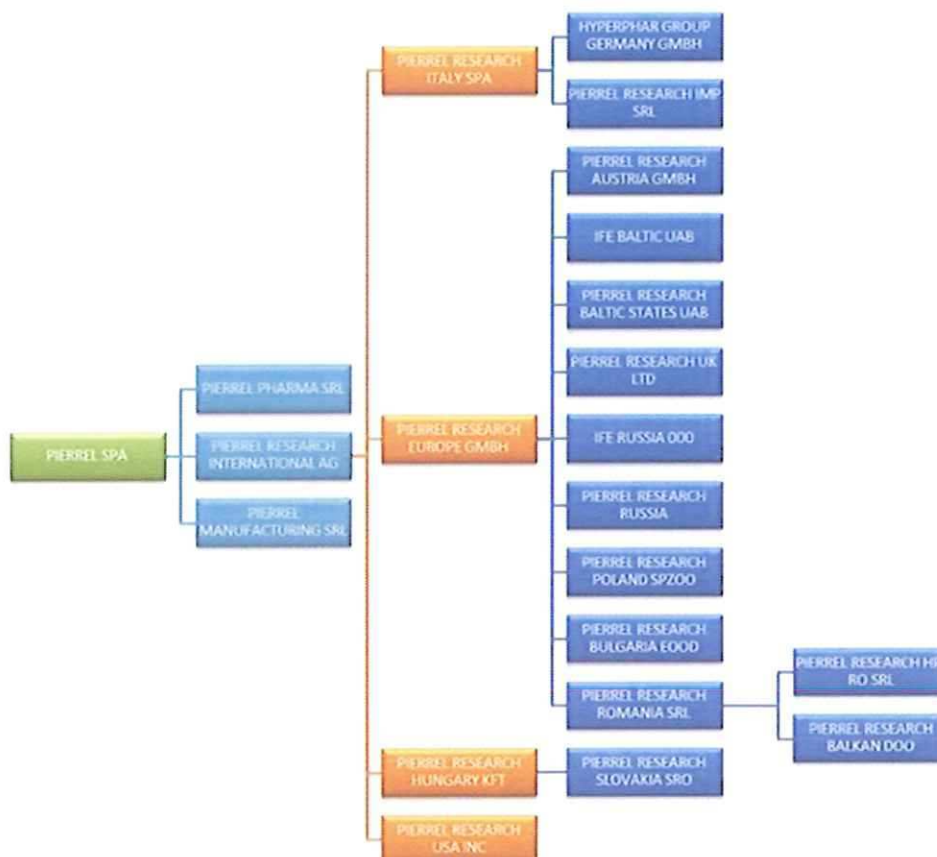 HYPERPHAR GROUP
GERMANY GMBH
PIERREL RESEARCH
ITALY SPA
PIERREL RESEARCH IMP
SRL
PIERREL RESEARCH
AUSTRIA GMBH
IFE BALTIC UAB
PIERREL RESEARCH
BALTIC STATES UAB
PIERREL RESEARCH UK
LTD
PIERREL PHARMA SRL
PIERREL RESEARCH
EUROPE GMBH
IFE RUSSIA OOO
PIERREL SPA
PIERREL RESEARCH
INTERNATIONAL AG
PIERREL RESEARCH
RUSSIA
PIERREL
MANUFACTURING SRL
PIERREL RESEARCH
POLAND SPZOO
PIERREL RESEARCH
BULGARIA EOOD
PIERREL RESEARCH
ROMANIA SRL
PIERREL RESEARCH HP
RO SRL
PIERREL RESEARCH
BALKAN DOO
PIERREL RESEARCH
HUNGARY KFT
PIERREL RESEARCH
SLOVAKIA SRO
PIERREL RESEARCH
USA INC